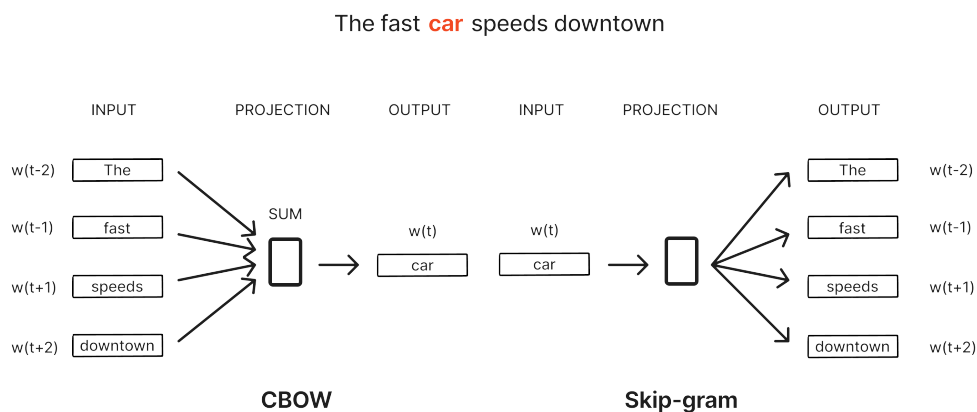 The fast car speeds downtown
INPUT PROJECTION OUTPUT INPUT PROJECTION OUTPUT
w(t-2) The The w(t-2)
w(t-1) fast SUM w(t) w(t) fast w(t-1)
car car
w(t+1) speeds speeds w(t+1)
w(t+2) downtown downtown w(t+2)
CBOW Skip-gram